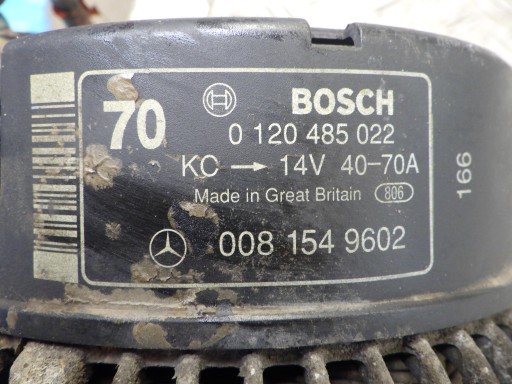 70
BOSCH
0 120 485 022
KC → 14V 40-70A
Made in Great Britain 806
008 154 9602
166